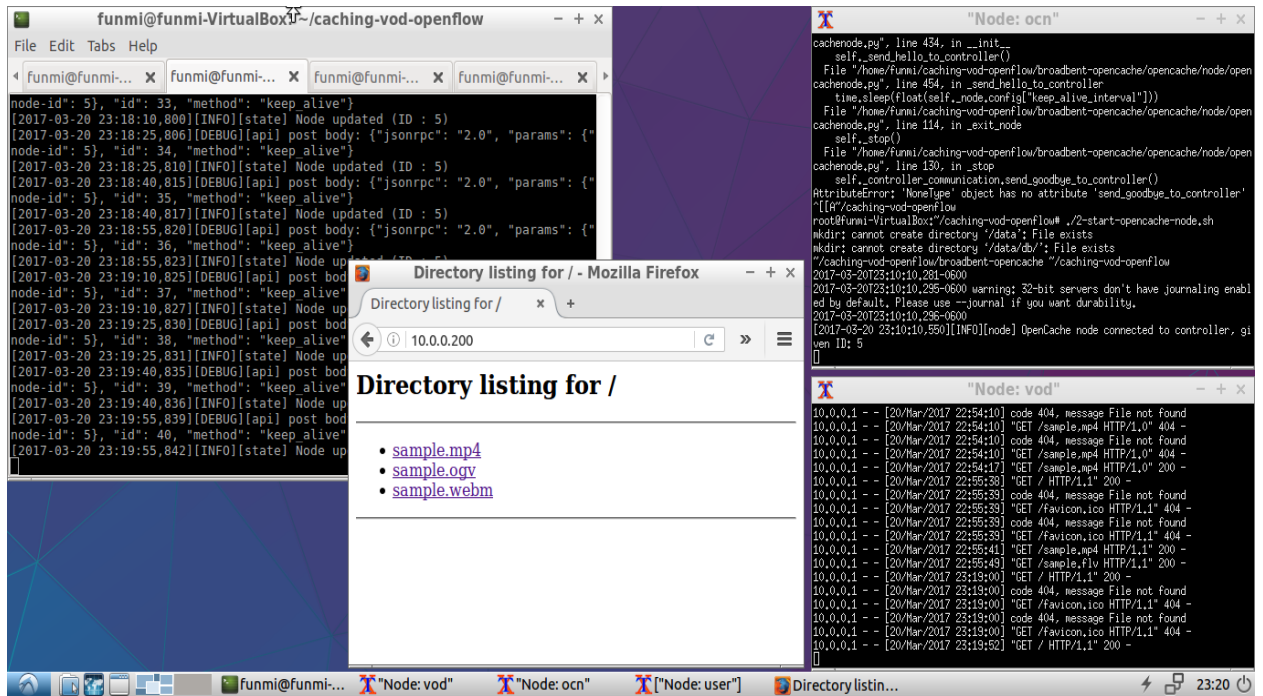 funmi@funmi-VirtualBox: ~/caching-vod-openflow
File Edit Tabs Help
funmi@funmi-... funmi@funmi-... funmi@funmi-... funmi@funmi-...
node-id": 5}, "id": 33, "method": "keep_alive"}
[2017-03-20 23:18:10,800][INFO][state] Node updated (ID : 5)
[2017-03-20 23:18:25,806][DEBUG][api] post body: {"jsonrpc": "2.0", "params": {"
node-id": 5}, "id": 34, "method": "keep_alive"}
[2017-03-20 23:18:25,810][INFO][state] Node updated (ID : 5)
[2017-03-20 23:18:40,815][DEBUG][api] post body: {"jsonrpc": "2.0", "params": {"
node-id": 5}, "id": 35, "method": "keep_alive"}
[2017-03-20 23:18:40,817][INFO][state] Node updated (ID : 5)
[2017-03-20 23:18:55,820][DEBUG][api] post body: {"jsonrpc": "2.0", "params": {"
node-id": 5}, "id": 36, "method": "keep_alive"}
[2017-03-20 23:18:55,823][INFO][state] Node updated (ID : 5)
[2017-03-20 23:19:10,825][DEBUG][api] post bod
node-id": 5}, "id": 37, "method": "keep_alive"
[2017-03-20 23:19:10,827][INFO][state] Node up
[2017-03-20 23:19:25,830][DEBUG][api] post bod
node-id": 5}, "id": 38, "method": "keep_alive"
[2017-03-20 23:19:25,831][INFO][state] Node up
[2017-03-20 23:19:40,835][DEBUG][api] post bod
node-id": 5}, "id": 39, "method": "keep_alive"
[2017-03-20 23:19:40,836][INFO][state] Node up
[2017-03-20 23:19:55,839][DEBUG][api] post bod
node-id": 5}, "id": 40, "method": "keep_alive"
[2017-03-20 23:19:55,842][INFO][state] Node up
Directory listing for / - Mozilla Firefox
Directory listing for /
10.0.0.200
Directory listing for /
sample.mp4
sample.ogv
sample.webm
"Node: ocn"
cachenode.py", line 434, in __init__
self._send_hello_to_controller()
File "/home/funmi/caching-vod-openflow/broadbent-opencache/opencache/node/open
cachenode.py", line 454, in _send_hello_to_controller
time.sleep(float(self._node.config["keep_alive_interval"]))
File "/home/funmi/caching-vod-openflow/broadbent-opencache/opencache/node/open
cachenode.py", line 114, in _exit_node
self._stop()
File "/home/funmi/caching-vod-openflow/broadbent-opencache/opencache/node/open
cachenode.py", line 130, in _stop
self._controller_communication.send_goodbye_to_controller()
AttributeError: 'NoneType' object has no attribute 'send_goodbye_to_controller'
^[[A~/caching-vod-openflow
root@funmi-VirtualBox:~/caching-vod-openflow# ./2-start-opencache-node.sh
mkdir: cannot create directory '/data': File exists
mkdir: cannot create directory '/data/db/': File exists
~/caching-vod-openflow/broadbent-opencache ~/caching-vod-openflow
2017-03-20T23:10:10.281-0600
2017-03-20T23:10:10.295-0600 warning: 32-bit servers don't have journaling enabl
ed by default. Please use --journal if you want durability.
2017-03-20T23:10:10.296-0600
[2017-03-20 23:10:10,550][INFO][node] OpenCache node connected to controller, gi
ven ID: 5
"Node: vod"
10.0.0.1 - - [20/Mar/2017 22:54:10] code 404, message File not found
10.0.0.1 - - [20/Mar/2017 22:54:10] "GET /sample,mp4 HTTP/1.0" 404 -
10.0.0.1 - - [20/Mar/2017 22:54:10] "GET /sample,mp4 HTTP/1.0" 404 -
10.0.0.1 - - [20/Mar/2017 22:54:17] "GET /sample.mp4 HTTP/1.0" 200 -
10.0.0.1 - - [20/Mar/2017 22:55:38] "GET / HTTP/1.1" 200 -
10.0.0.1 - - [20/Mar/2017 22:55:39] code 404, message File not found
10.0.0.1 - - [20/Mar/2017 22:55:39] "GET /favicon.ico HTTP/1.1" 404 -
10.0.0.1 - - [20/Mar/2017 22:55:39] code 404, message File not found
10.0.0.1 - - [20/Mar/2017 22:55:39] "GET /favicon.ico HTTP/1.1" 404 -
10.0.0.1 - - [20/Mar/2017 22:55:41] "GET /sample.mp4 HTTP/1.1" 200 -
10.0.0.1 - - [20/Mar/2017 22:55:49] "GET /sample.flv HTTP/1.1" 200 -
10.0.0.1 - - [20/Mar/2017 23:19:00] "GET / HTTP/1.1" 200 -
10.0.0.1 - - [20/Mar/2017 23:19:00] code 404, message File not found
10.0.0.1 - - [20/Mar/2017 23:19:00] "GET /favicon.ico HTTP/1.1" 404 -
10.0.0.1 - - [20/Mar/2017 23:19:00] code 404, message File not found
10.0.0.1 - - [20/Mar/2017 23:19:00] "GET /favicon.ico HTTP/1.1" 404 -
10.0.0.1 - - [20/Mar/2017 23:19:52] "GET / HTTP/1.1" 200 -
funmi@funmi-... "Node: vod" "Node: ocn" ["Node: user"] Directory listin... 23:20